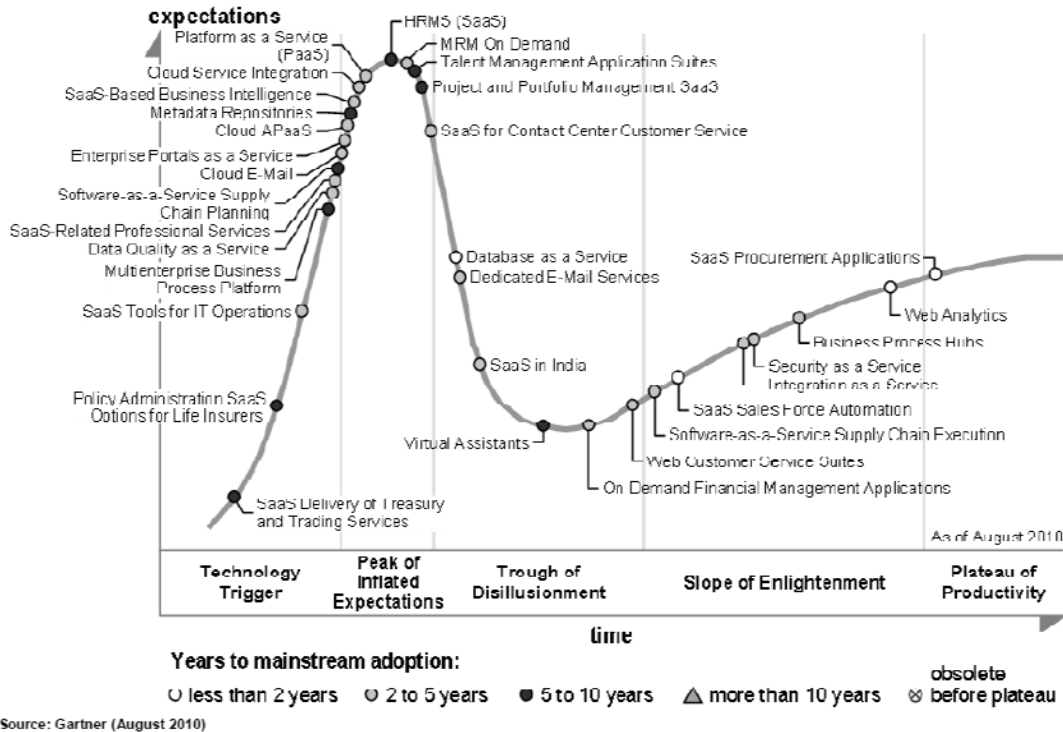 expectations
HRMS (SaaS)
Platform as a Service
(PaaS)
MRM On Demand
Talent Management Application Suites
Cloud Service Integration
Project and Portfolio Management SaaS
SaaS-Based Business Intelligence
Metadata Repositories
Cloud APaaS
SaaS for Contact Center Customer Service
Enterprise Portals as a Service
Cloud E-Mail
Software-as-a-Service Supply
Chain Planning
SaaS-Related Professional Services
Data Quality as a Service
Multienterprise Business
Process Platform
SaaS Tools for IT Operations
Policy Administration SaaS
Options for Life Insurers
SaaS Delivery of Treasury
and Trading Services
Database as a Service
Dedicated E-Mail Services
SaaS in India
Virtual Assistants
SaaS Procurement Applications
Web Analytics
Business Process Hubs
Security as a Service
Integration as a Service
SaaS Sales Force Automation
Software-as-a-Service Supply Chain Execution
Web Customer Service Suites
On Demand Financial Management Applications
As of August 2010
Technology
Trigger
Peak of
Inflated
Expectations
Trough of
Disillusionment
Slope of Enlightenment
Plateau of
Productivity
time
Years to mainstream adoption:
less than 2 years
2 to 5 years
5 to 10 years
more than 10 years
obsolete
before plateau
Source: Gartner (August 2010)